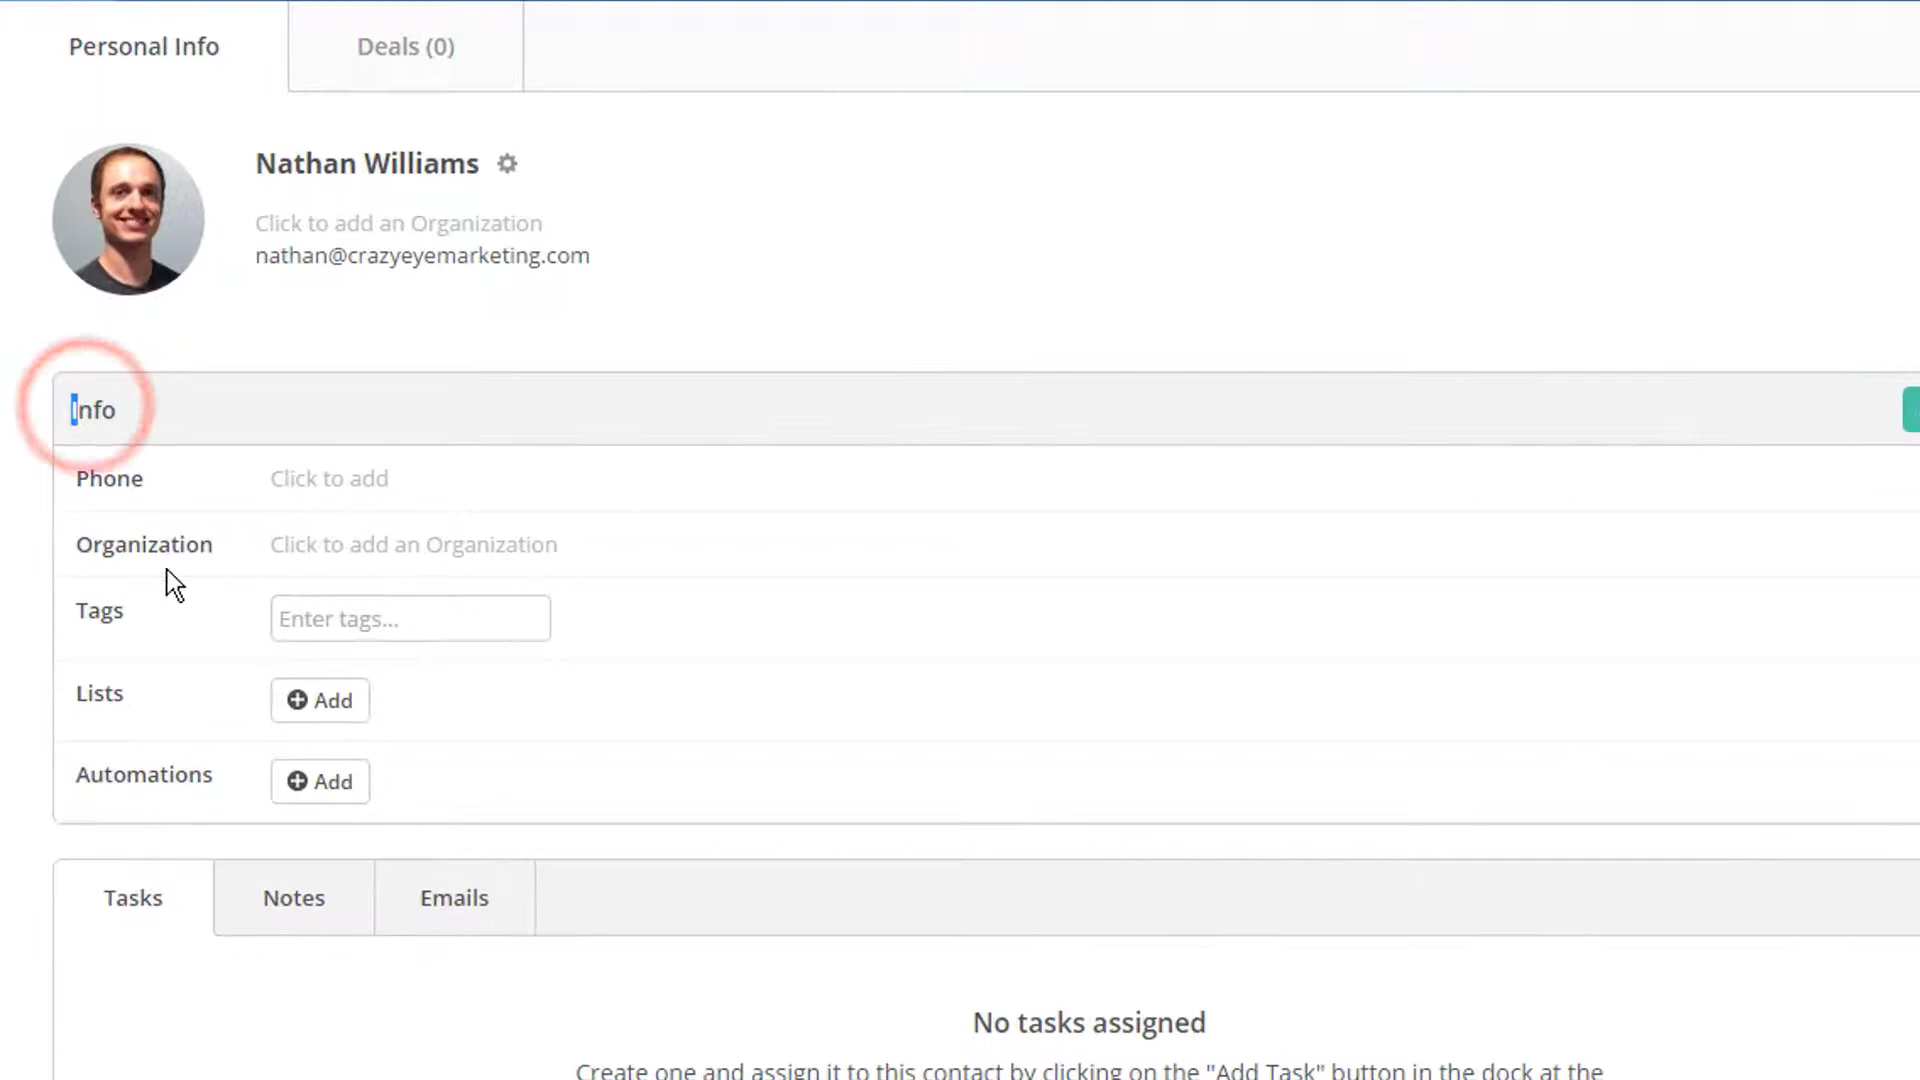 Personal Info
Deals (0)
Nathan Williams
Click to add an Organization
nathan@crazyeyemarketing.com
Info
Phone
Click to add
Organization
Click to add an Organization
Tags
Enter tags...
Lists
Add
Automations
Add
Tasks
Notes
Emails
No tasks assigned
Create one and assign it to this contact by clicking on the "Add Task" button in the dock at the